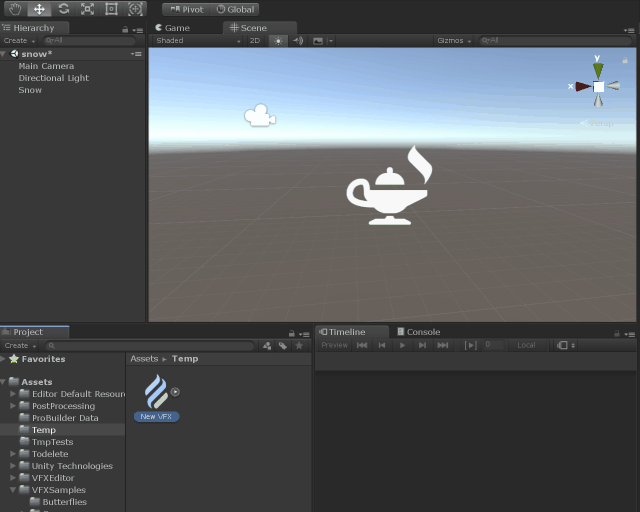 Pivot Global
Hierarchy
Create All
snow*
Main Camera
Directional Light
Snow
Game Scene
Shaded 2D Gizmos All
y
x
Project
Create
Favorites
Assets
Editor Default Resour
PostProcessing
ProBuilder Data
Temp
TmpTests
Todelete
Unity Technologies
VFXEditor
VFXSamples
Butterflies
Assets ▸ Temp
New VFX
Timeline Console
Preview 0 Local